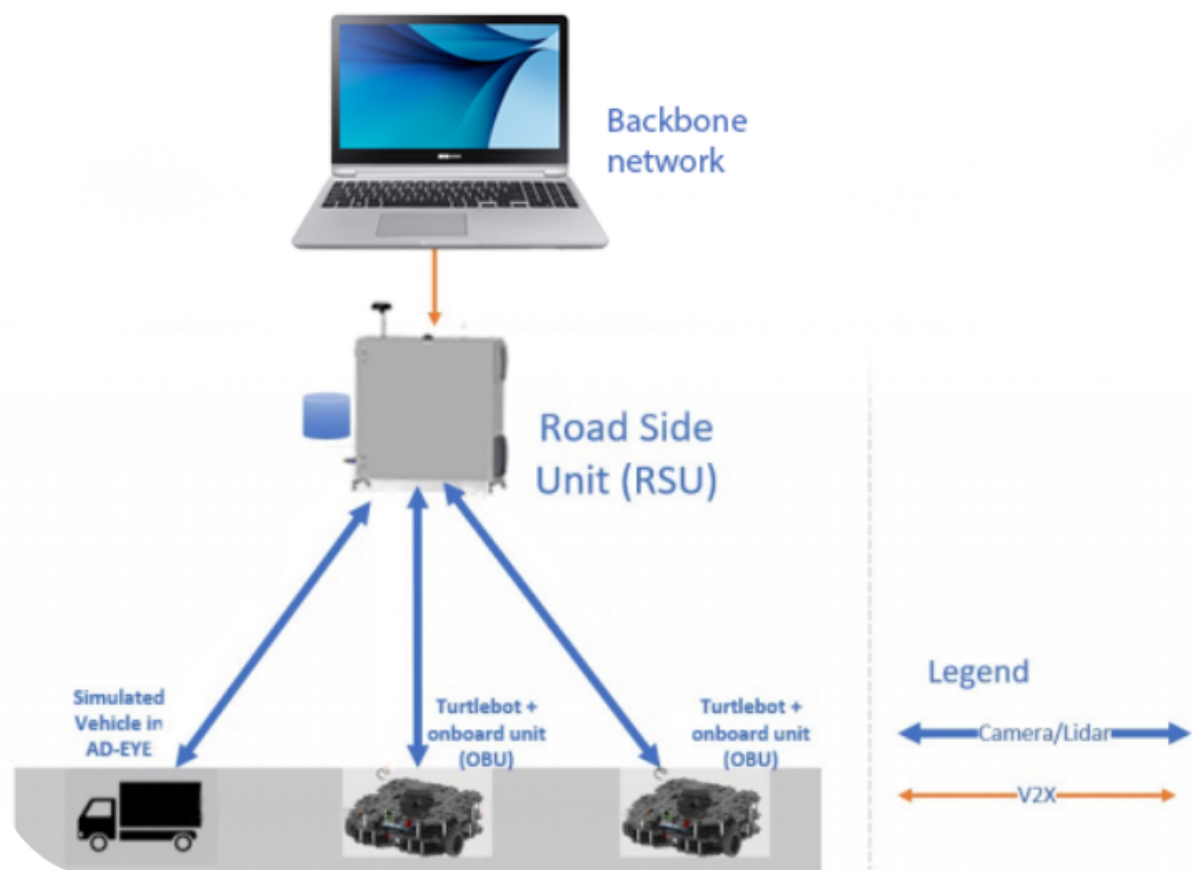 Backbone
network
Road Side
Unit (RSU)
Simulated
Vehicle in
AD-EYE
Turtlebot +
onboard unit
(OBU)
Turtlebot +
onboard unit
(OBU)
Legend
Camera/Lidar
V2X